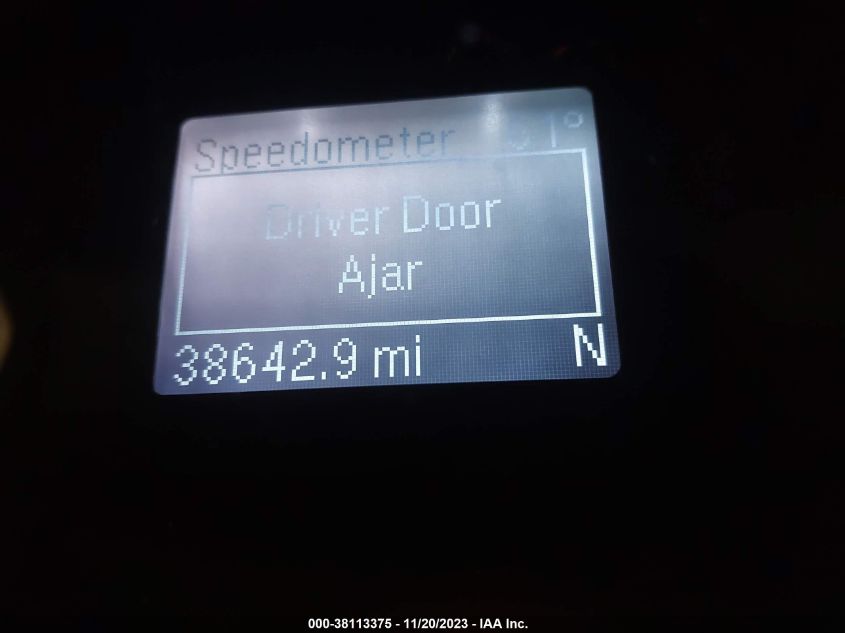 Speedometer
Driver Door
Ajar
38642.9 mi N
000-38113375 - 11/20/2023 - IAA Inc.